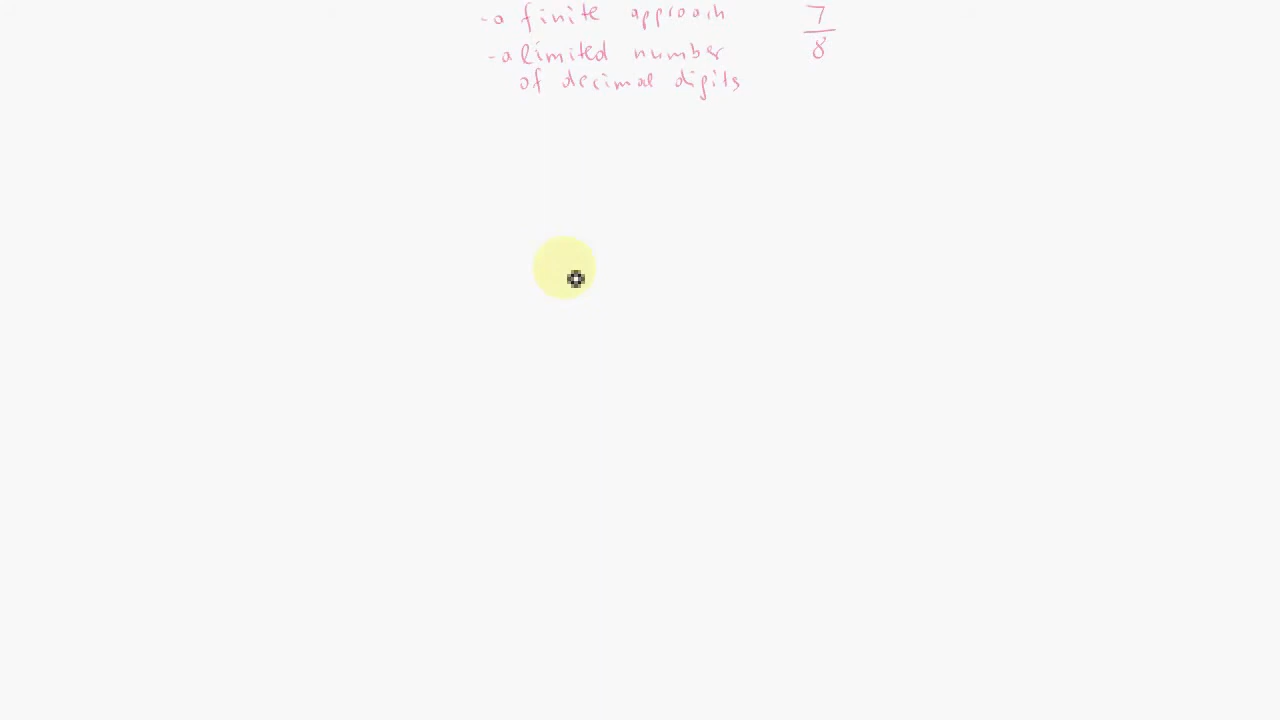 -a finite approach
-a limited number
of decimal digits
7
8